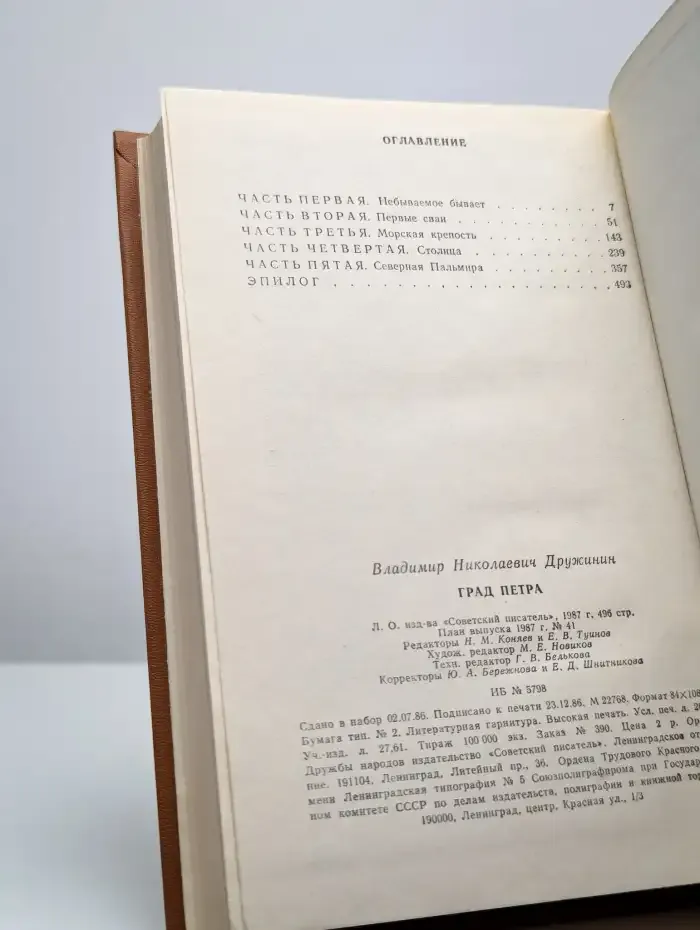 ОГЛАВЛЕНИЕ
ЧАСТЬ ПЕРВАЯ. Небываемое бывает . . . . . . . . 7
ЧАСТЬ ВТОРАЯ. Первые сваи . . . . . . . . . . 51
ЧАСТЬ ТРЕТЬЯ. Морская крепость . . . . . . . . 143
ЧАСТЬ ЧЕТВЕРТАЯ. Столица . . . . . . . . . 239
ЧАСТЬ ПЯТАЯ. Северная Пальмира . . . . . . . . 357
ЭПИЛОГ . . . . . . . . . . . . . . . . . . . 493
Владимир Николаевич Дружинин
ГРАД ПЕТРА
Л. О. изд-ва «Советский писатель», 1987 г, 496 стр.
План выпуска 1987 г. № 41
Редакторы Н. М. Коняев и Е. В. Туинов
Худож. редактор М. Е. Новиков
Техн. редактор Г. В. Белькова
Корректоры Ю. А. Бережнова и Е. Д. Шнитникова
ИБ № 5798
Сдано в набор 02.07.86. Подписано к печати 23.12.86. М 22768. Формат 84×108
Бумага тип. № 2. Литературная гарнитура. Высокая печать. Усл. печ. л.
Уч.-изд. л. 27,61. Тираж 100 000 экз. Заказ № 390. Цена 2 р. Ор
Дружбы народов издательство «Советский писатель». Ленинградское от
ние. 191104, Ленинград, Литейный пр., 36. Ордена Трудового Красного
мени Ленинградская типография № 5 Союзполиграфпрома при Государ
ном комитете СССР по делам издательств, полиграфии и книжной тор
190000, Ленинград, центр, Красная ул., 1/3